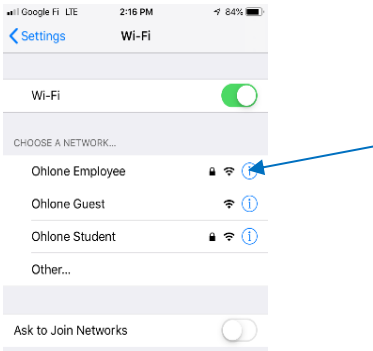 Google Fi LTE 2:16 PM 84%
Settings Wi-Fi
Wi-Fi
CHOOSE A NETWORK...
Ohlone Employee
Ohlone Guest
Ohlone Student
Other...
Ask to Join Networks